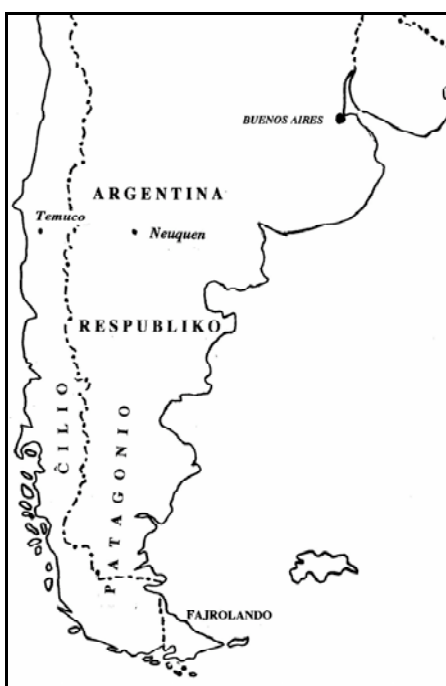 BUENOS AIRES
ARGENTINA
Temuco
Neuquen
RESPUBLIKO
ĈILIO
PATAGONIO
FAJROLANDO